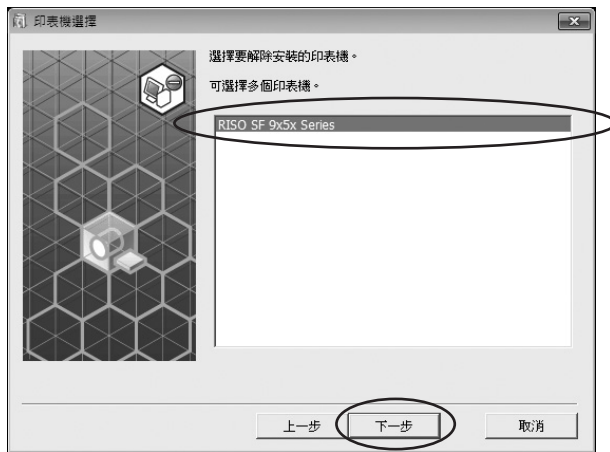 印表機選擇
選擇要解除安裝的印表機。
可選擇多個印表機。
RISO SF 9x5x Series
上一步
下一步
取消